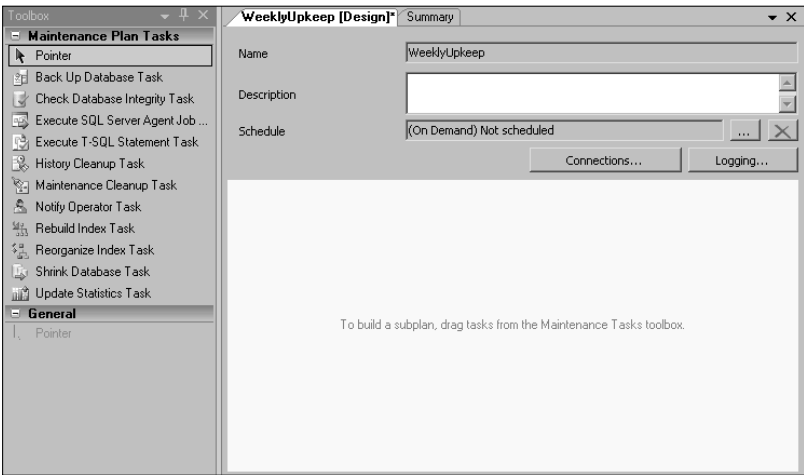 Toolbox
Maintenance Plan Tasks
Pointer
Back Up Database Task
Check Database Integrity Task
Execute SQL Server Agent Job ...
Execute T-SQL Statement Task
History Cleanup Task
Maintenance Cleanup Task
Notify Operator Task
Rebuild Index Task
Reorganize Index Task
Shrink Database Task
Update Statistics Task
General
Pointer
WeeklyUpkeep [Design]* Summary
Name WeeklyUpkeep
Description
Schedule (On Demand) Not scheduled ...
Connections... Logging...
To build a subplan, drag tasks from the Maintenance Tasks toolbox.